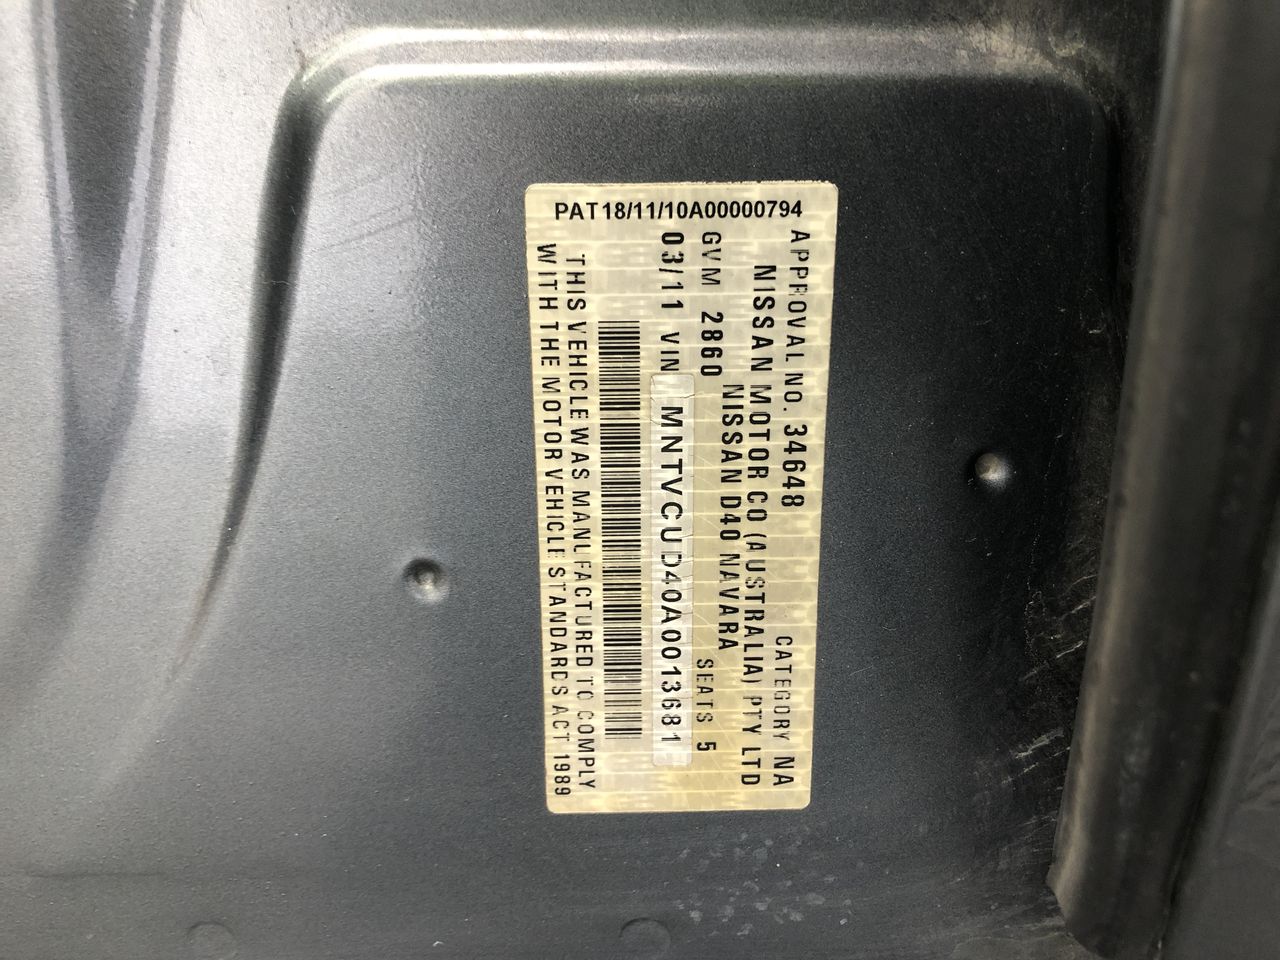 PAT18/11/10A00000794
APPROVAL NO. 34648 CATEGORY NA
NISSAN MOTOR CO (AUSTRALIA) PTY LTD
NISSAN D40 NAVARA
GVM 2860 SEATS 5
03/11 VIN MNTVCUD40A0013681
THIS VEHICLE WAS MANUFACTURED TO COMPLY
WITH THE MOTOR VEHICLE STANDARDS ACT 1989